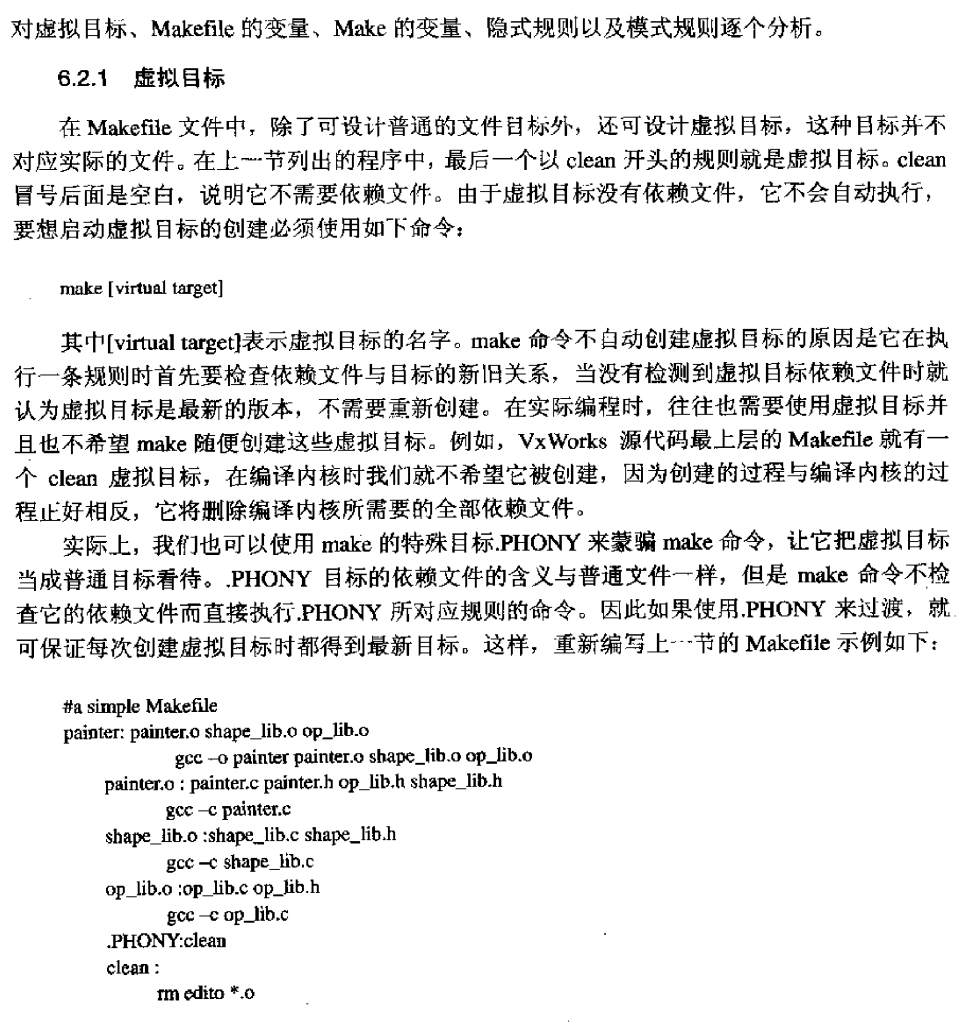 对虚拟目标、Makefile 的变量、Make 的变量、隐式规则以及模式规则逐个分析。
6.2.1 虚拟目标
在 Makefile 文件中，除了可设计普通的文件目标外，还可设计虚拟目标，这种目标并不
对应实际的文件。在上一节列出的程序中，最后一个以 clean 开头的规则就是虚拟目标。clean
冒号后面是空白，说明它不需要依赖文件。由于虚拟目标没有依赖文件，它不会自动执行，
要想启动虚拟目标的创建必须使用如下命令：
make [virtual target]
其中[virtual target]表示虚拟目标的名字。make 命令不自动创建虚拟目标的原因是它在执
行一条规则时首先要检查依赖文件与目标的新旧关系，当没有检测到虚拟目标依赖文件时就
认为虚拟目标是最新的版本，不需要重新创建。在实际编程时，往往也需要使用虚拟目标并
且也不希望 make 随便创建这些虚拟目标。例如，VxWorks 源代码最上层的 Makefile 就有一
个 clean 虚拟目标，在编译内核时我们就不希望它被创建，因为创建的过程与编译内核的过
程正好相反，它将删除编译内核所需要的全部依赖文件。
实际上，我们也可以使用 make 的特殊目标.PHONY 来蒙骗 make 命令，让它把虚拟目标
当成普通目标看待。.PHONY 目标的依赖文件的含义与普通文件一样，但是 make 命令不检
查它的依赖文件而直接执行.PHONY 所对应规则的命令。因此如果使用.PHONY 来过渡，就
可保证每次创建虚拟目标时都得到最新目标。这样，重新编写上一节的 Makefile 示例如下：
#a simple Makefile
painter: painter.o shape_lib.o op_lib.o
gcc –o painter painter.o shape_lib.o op_lib.o
painter.o : painter.c painter.h op_lib.h shape_lib.h
gcc –c painter.c
shape_lib.o :shape_lib.c shape_lib.h
gcc –c shape_lib.c
op_lib.o :op_lib.c op_lib.h
gcc –c op_lib.c
.PHONY:clean
clean :
rm edito *.o